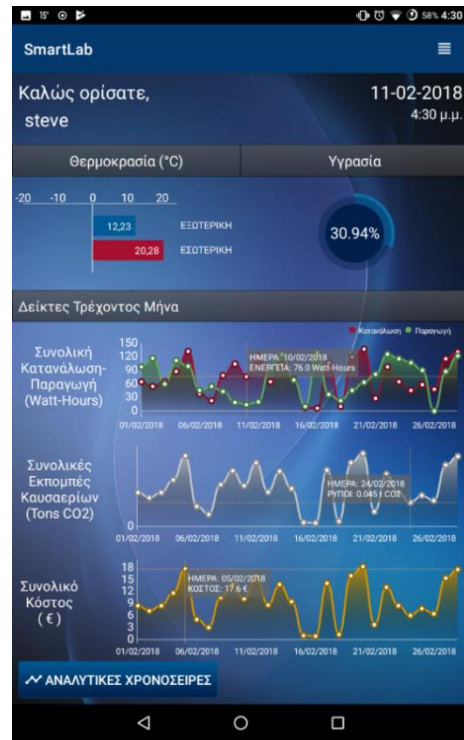 15°
58% 4:30
SmartLab
Καλώς ορίσατε,
steve
11-02-2018
4:30 μ.μ.
Θερμοκρασία (°C)
Υγρασία
-20 -10 0 10 20
12,23 ΕΞΩΤΕΡΙΚΗ
20,28 ΕΣΩΤΕΡΙΚΗ
30.94%
Δείκτες Τρέχοντος Μήνα
Κατανάλωση Παραγωγή
Συνολική
Κατανάλωση-
Παραγωγή
(Watt-Hours)
150
120
90
60
30
0
ΗΜΕΡΑ: 10/02/2018
ΕΝΕΡΓΕΙΑ: 76.0 Watt-Hours
01/02/2018 06/02/2018 11/02/2018 16/02/2018 21/02/2018 26/02/2018
Συνολικές
Εκπομπές
Καυσαερίων
(Tons CO2)
0
ΗΜΕΡΑ: 24/02/2018
ΡΥΠΟΙ: 0.045 t CO2
01/02/2018 06/02/2018 11/02/2018 16/02/2018 21/02/2018 26/02/2018
Συνολικό
Κόστος
(€)
18
15
12
9
6
3
0
ΗΜΕΡΑ: 05/02/2018
ΚΟΣΤΟΣ: 17.6 €
01/02/2018 06/02/2018 11/02/2018 16/02/2018 21/02/2018 26/02/2018
ΑΝΑΛΥΤΙΚΕΣ ΧΡΟΝΟΣΕΙΡΕΣ